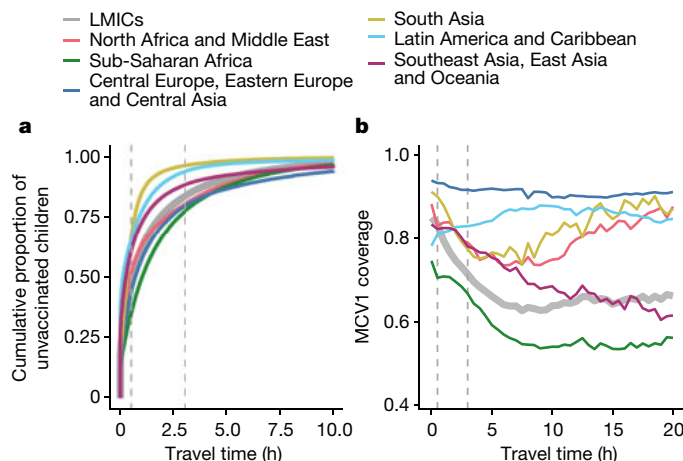 LMICs
North Africa and Middle East
Sub-Saharan Africa
Central Europe, Eastern Europe
and Central Asia
South Asia
Latin America and Caribbean
Southeast Asia, East Asia
and Oceania
a
Cumulative proportion of
unvaccinated children
1.00
0.75
0.50
0.25
0
0 2.5 5.0 7.5 10.0
Travel time (h)
b
MCV1 coverage
1.0
0.8
0.6
0.4
0 5 10 15 20
Travel time (h)